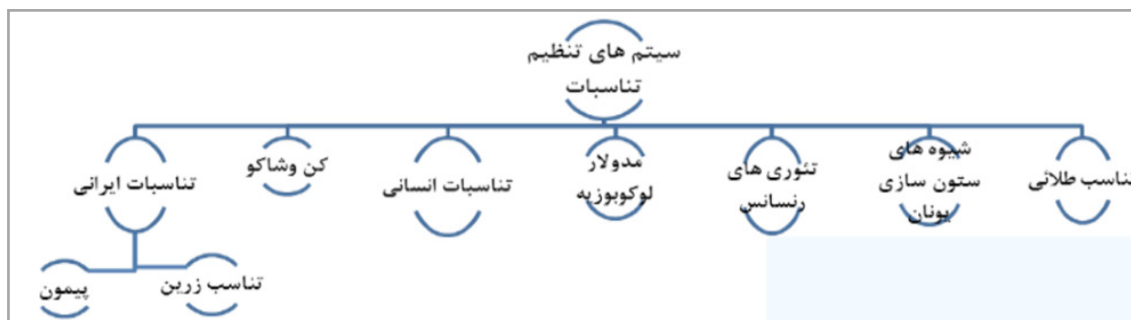 سیتم های تنظیم
تناسبات
تناسب طلائی
شیوه های
ستون سازی
یونان
تئوری های
رنسانس
مدولار
لوکوبوزیه
تناسبات انسانی
کن وشاکو
تناسبات ایرانی
تناسب زرین
پیمون